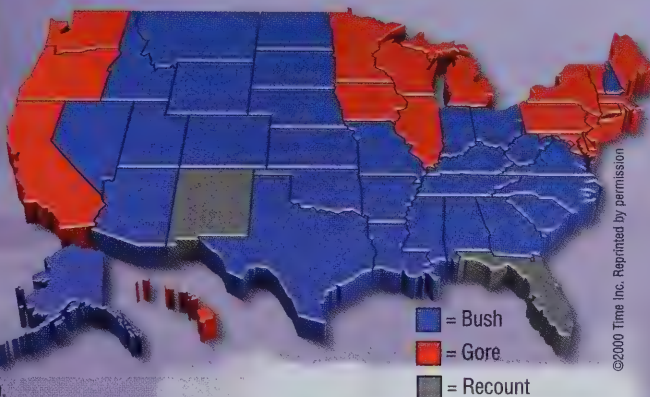 ©2000 Time Inc. Reprinted by permission
= Bush
= Gore
= Recount